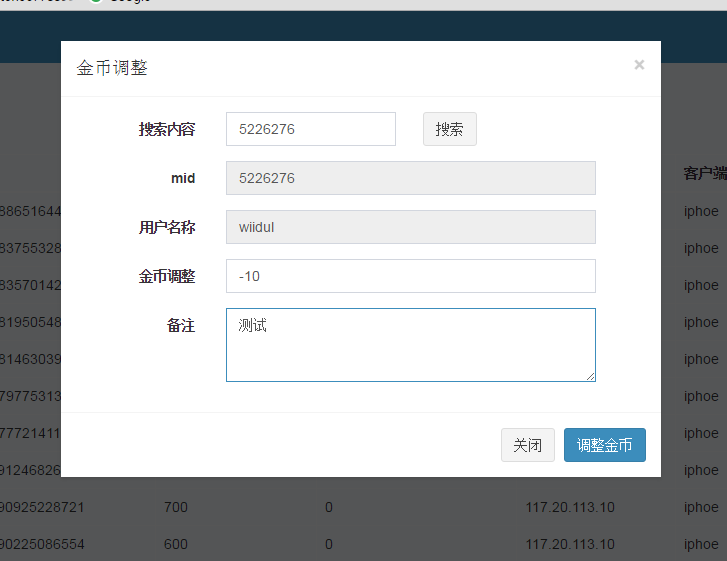 金币调整 ×
搜索内容 5226276 搜索
mid 5226276
客户端
用户名称 wiidul
金币调整 -10
备注 测试
关闭 调整金币
88651644 iphoe
83755328 iphoe
83570142 iphoe
81950548 iphoe
81463039 iphoe
79775313 iphoe
77721411 iphoe
91246826 iphoe
90925228721 700 0 117.20.113.10 iphoe
90225086554 600 0 117.20.113.10 iphoe